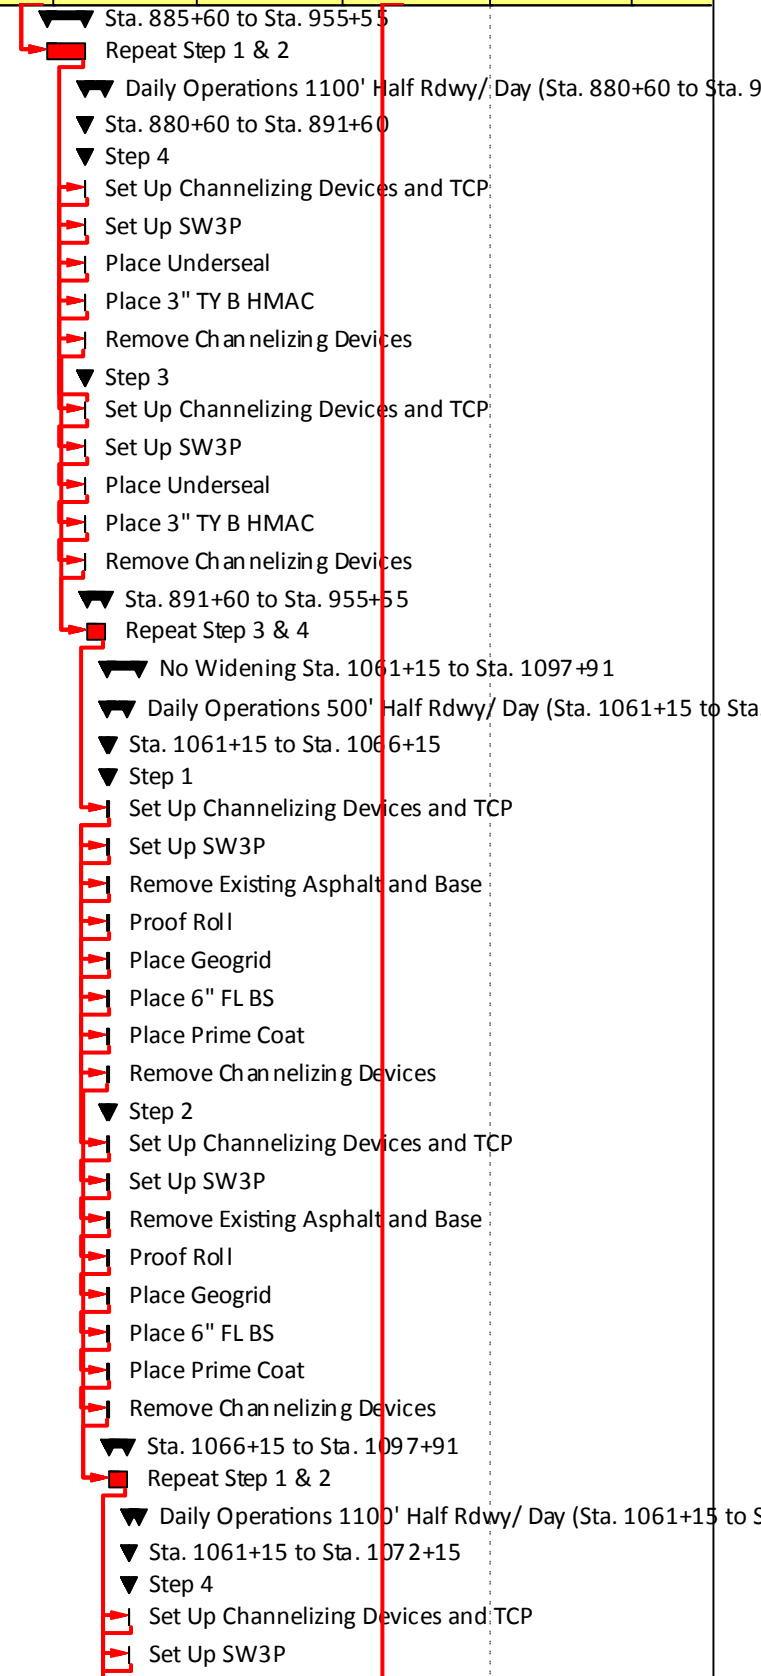 Sta. 885+60 to Sta. 955+55
Repeat Step 1 & 2
Daily Operations 1100' Half Rdwy/ Day (Sta. 880+60 to Sta. 9
Sta. 880+60 to Sta. 891+60
Step 4
Set Up Channelizing Devices and TCP
Set Up SW3P
Place Underseal
Place 3" TY B HMAC
Remove Channelizing Devices
Step 3
Set Up Channelizing Devices and TCP
Set Up SW3P
Place Underseal
Place 3" TY B HMAC
Remove Channelizing Devices
Sta. 891+60 to Sta. 955+55
Repeat Step 3 & 4
No Widening Sta. 1061+15 to Sta. 1097+91
Daily Operations 500' Half Rdwy/ Day (Sta. 1061+15 to Sta.
Sta. 1061+15 to Sta. 1066+15
Step 1
Set Up Channelizing Devices and TCP
Set Up SW3P
Remove Existing Asphalt and Base
Proof Roll
Place Geogrid
Place 6" FL BS
Place Prime Coat
Remove Channelizing Devices
Step 2
Set Up Channelizing Devices and TCP
Set Up SW3P
Remove Existing Asphalt and Base
Proof Roll
Place Geogrid
Place 6" FL BS
Place Prime Coat
Remove Channelizing Devices
Sta. 1066+15 to Sta. 1097+91
Repeat Step 1 & 2
Daily Operations 1100' Half Rdwy/ Day (Sta. 1061+15 to S
Sta. 1061+15 to Sta. 1072+15
Step 4
Set Up Channelizing Devices and TCP
Set Up SW3P